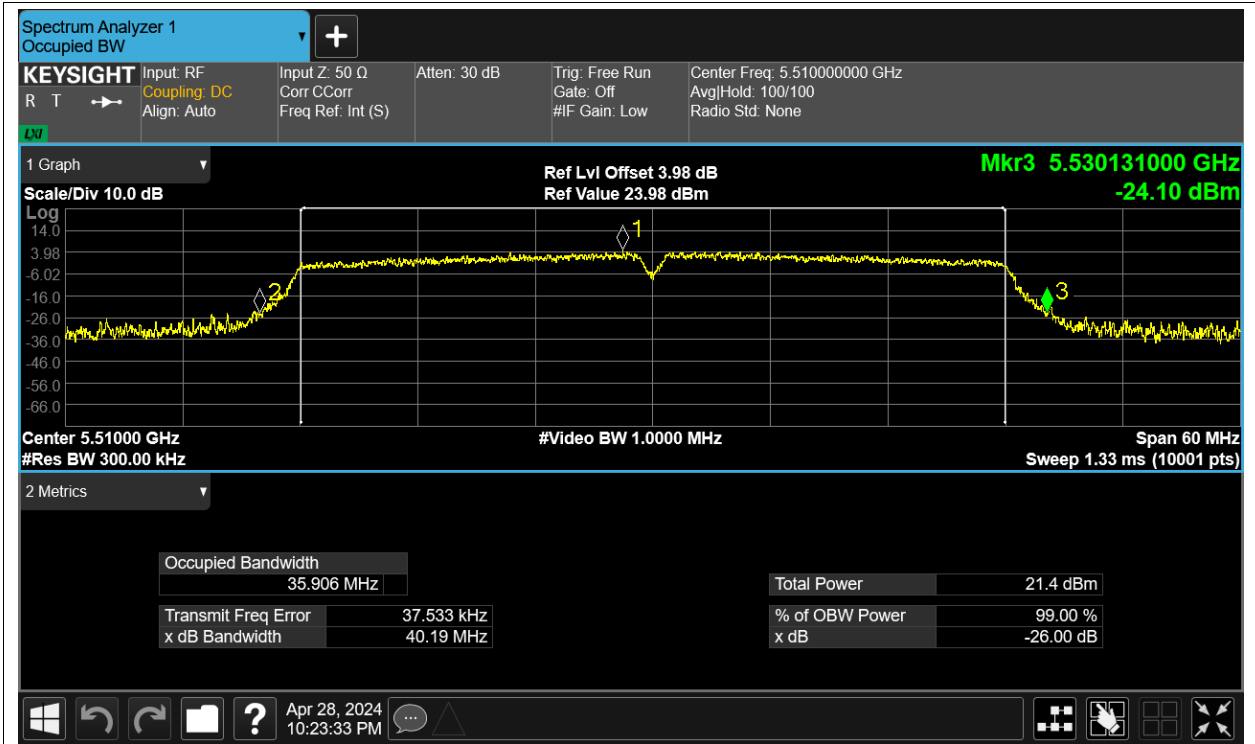 Spectrum Analyzer 1
Occupied BW
+
KEYSIGHT
R T
LXI
Input: RF
Coupling: DC
Align: Auto
Input Z: 50 Ω
Corr CCorr
Freq Ref: Int (S)
Atten: 30 dB
Trig: Free Run
Gate: Off
#IF Gain: Low
Center Freq: 5.510000000 GHz
Avg|Hold: 100/100
Radio Std: None
1 Graph
Scale/Div 10.0 dB
Ref Lvl Offset 3.98 dB
Ref Value 23.98 dBm
Mkr3 5.530131000 GHz
-24.10 dBm
Log
14.0
3.98
-6.02
-16.0
-26.0
-36.0
-46.0
-56.0
-66.0
1
2
3
Center 5.51000 GHz
#Res BW 300.00 kHz
#Video BW 1.0000 MHz
Span 60 MHz
Sweep 1.33 ms (10001 pts)
2 Metrics
Occupied Bandwidth
35.906 MHz
Transmit Freq Error 37.533 kHz
x dB Bandwidth 40.19 MHz
Total Power 21.4 dBm
% of OBW Power 99.00 %
x dB -26.00 dB
?
Apr 28, 2024
10:23:33 PM